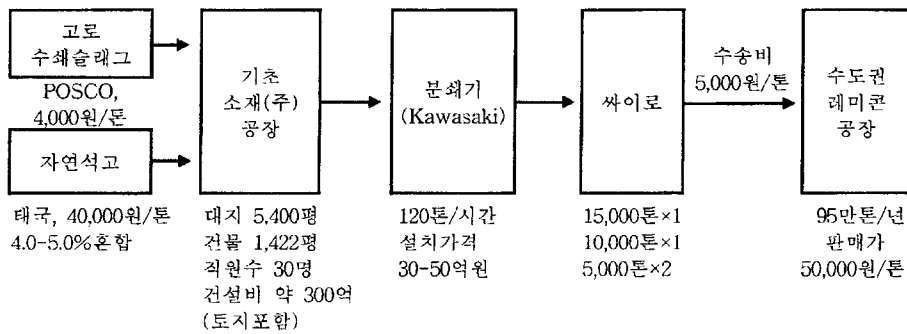 고로
수쇄슬래그
POSCO,
4,000원/톤
자연석고
태국, 40,000원/톤
4.0-5.0%혼합
기초
소재(주)
공장
대지 5,400평
건물 1,422평
직원수 30명
건설비 약 300억
(토지포함)
분쇄기
(Kawasaki)
120톤/시간
설치가격
30-50억원
싸이로
15,000톤×1
10,000톤×1
5,000톤×2
수송비
5,000원/톤
수도권
레미콘
공장
95만톤/년
판매가
50,000원/톤